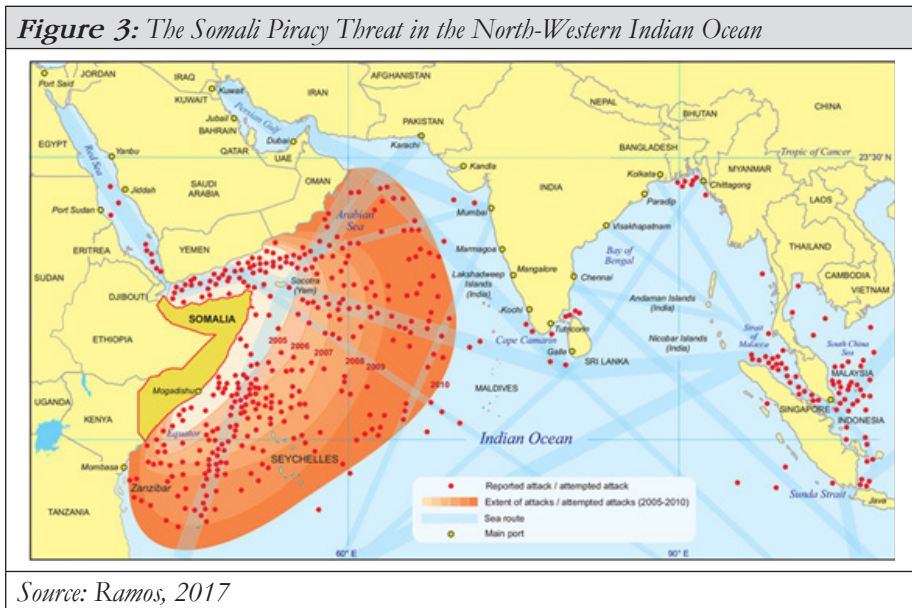 Figure 3: The Somali Piracy Threat in the North-Western Indian Ocean
Port Said
JORDAN
IRAQ
KUWAIT
Kuwait
IRAN
AFGHANISTAN
PAKISTAN
NEPAL
BHUTAN
CHINA
EGYPT
Yanbu
Jubail
BAHRAIN
QATAR
Dubai
UAE
Persian Gulf
Karachi
Kandla
BANGLADESH
Tropic of Cancer
23°30 N
Red Sea
SAUDI
ARABIA
Jiddah
OMAN
INDIA
Kolkata
Chittagong
MYANMAR
Port Sudan
Arabian
Sea
Mumbai
Paradip
LAOS
ERITREA
YEMEN
Marmagoa
Visakhapatnam
Bay of
Bengal
THAILAND
SUDAN
DJIBOUTI
Socotra
(Yem)
Lakshadweep
Islands
(India)
Mangalore
Chennai
CAMBODIA
VIETNAM
SOMALIA
Kochi
Andaman Islands
(India)
ETHIOPIA
2005
2006
2007
2008
2009
2010
Cape Camarin
Tuticorin
Galle
SRI LANKA
Nicobar Islands
(India)
Strait
of
Malacca
South China
Sea
Mogadishu
MALDIVES
MALAYSIA
UGANDA
KENYA
Equator
SINGAPORE
INDONESIA
Indian Ocean
Mombasa
SEYCHELLES
Zanzibar
TANZANIA
Reported attack / attempted attack
Extent of attacks / attempted attacks (2005-2010)
Sea route
Main port
Sunda Strait
Java
60° E
90° E
Source: Ramos, 2017